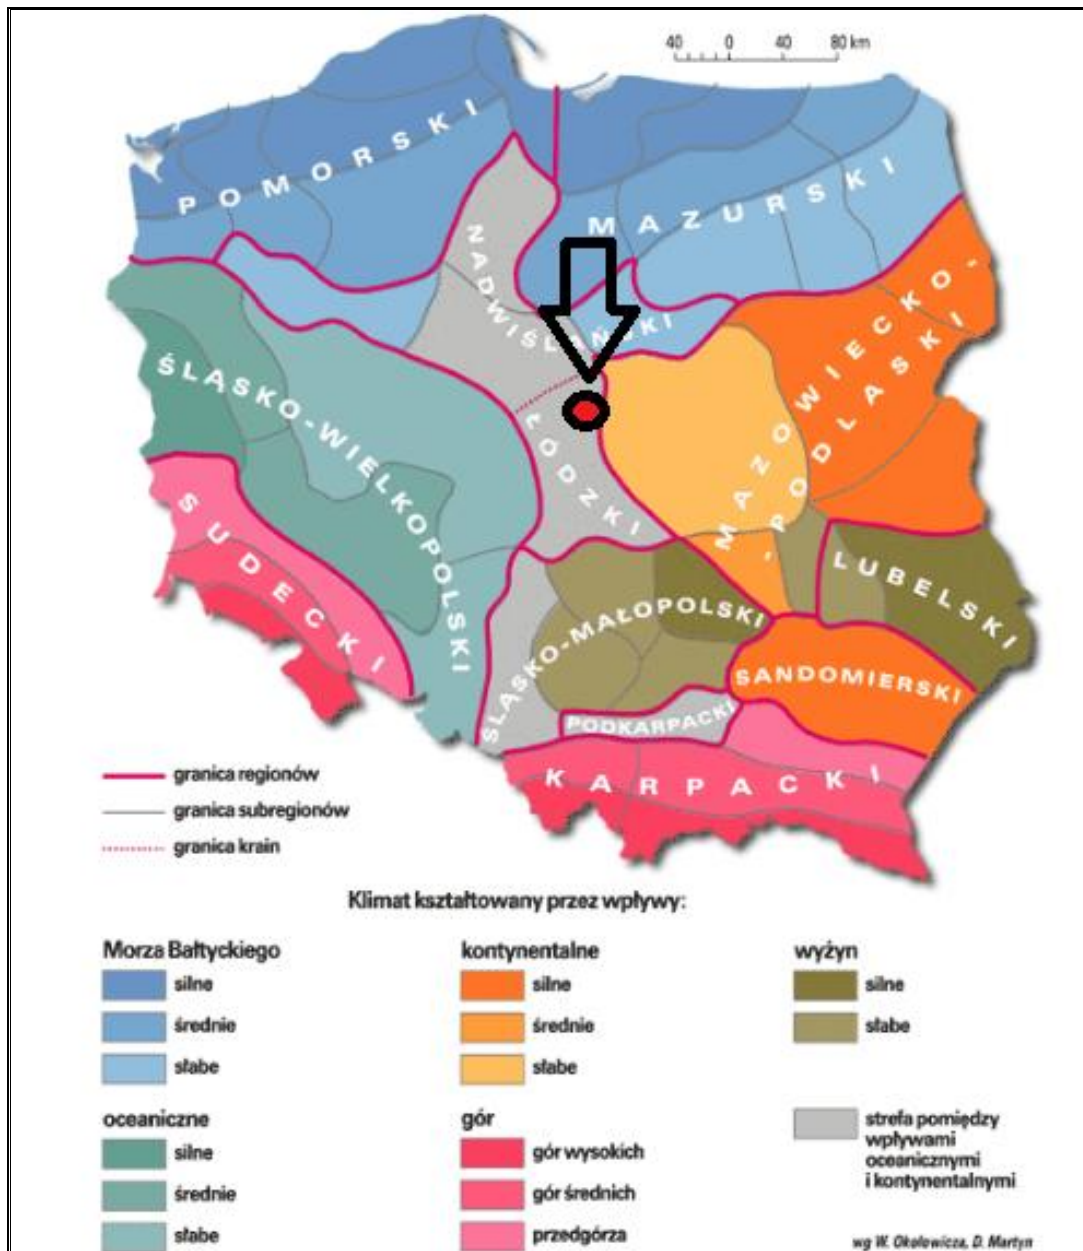 40 0 40 80 km
POMORSKI
MAZURSKI
NADWIŚLAŃSKI
MAZOWIECKO-
-PODLASKI
ŚLĄSKO-WIELKOPOLSKI
ŁÓDZKI
SUDECKI
LUBELSKI
ŚLĄSKO-MAŁOPOLSKI
SANDOMIERSKI
PODKARPACKI
KARPACKI
granica regionów
granica subregionów
granica krain
Klimat kształtowany przez wpływy:
Morza Bałtyckiego
silne
średnie
słabe
kontynentalne
silne
średnie
słabe
wyżyn
silne
słabe
oceaniczne
silne
średnie
słabe
gór
gór wysokich
gór średnich
przedgórza
strefa pomiędzy
wpływami
oceanicznymi
i kontynentalnymi
wg W. Okołowicza, D. Martyn